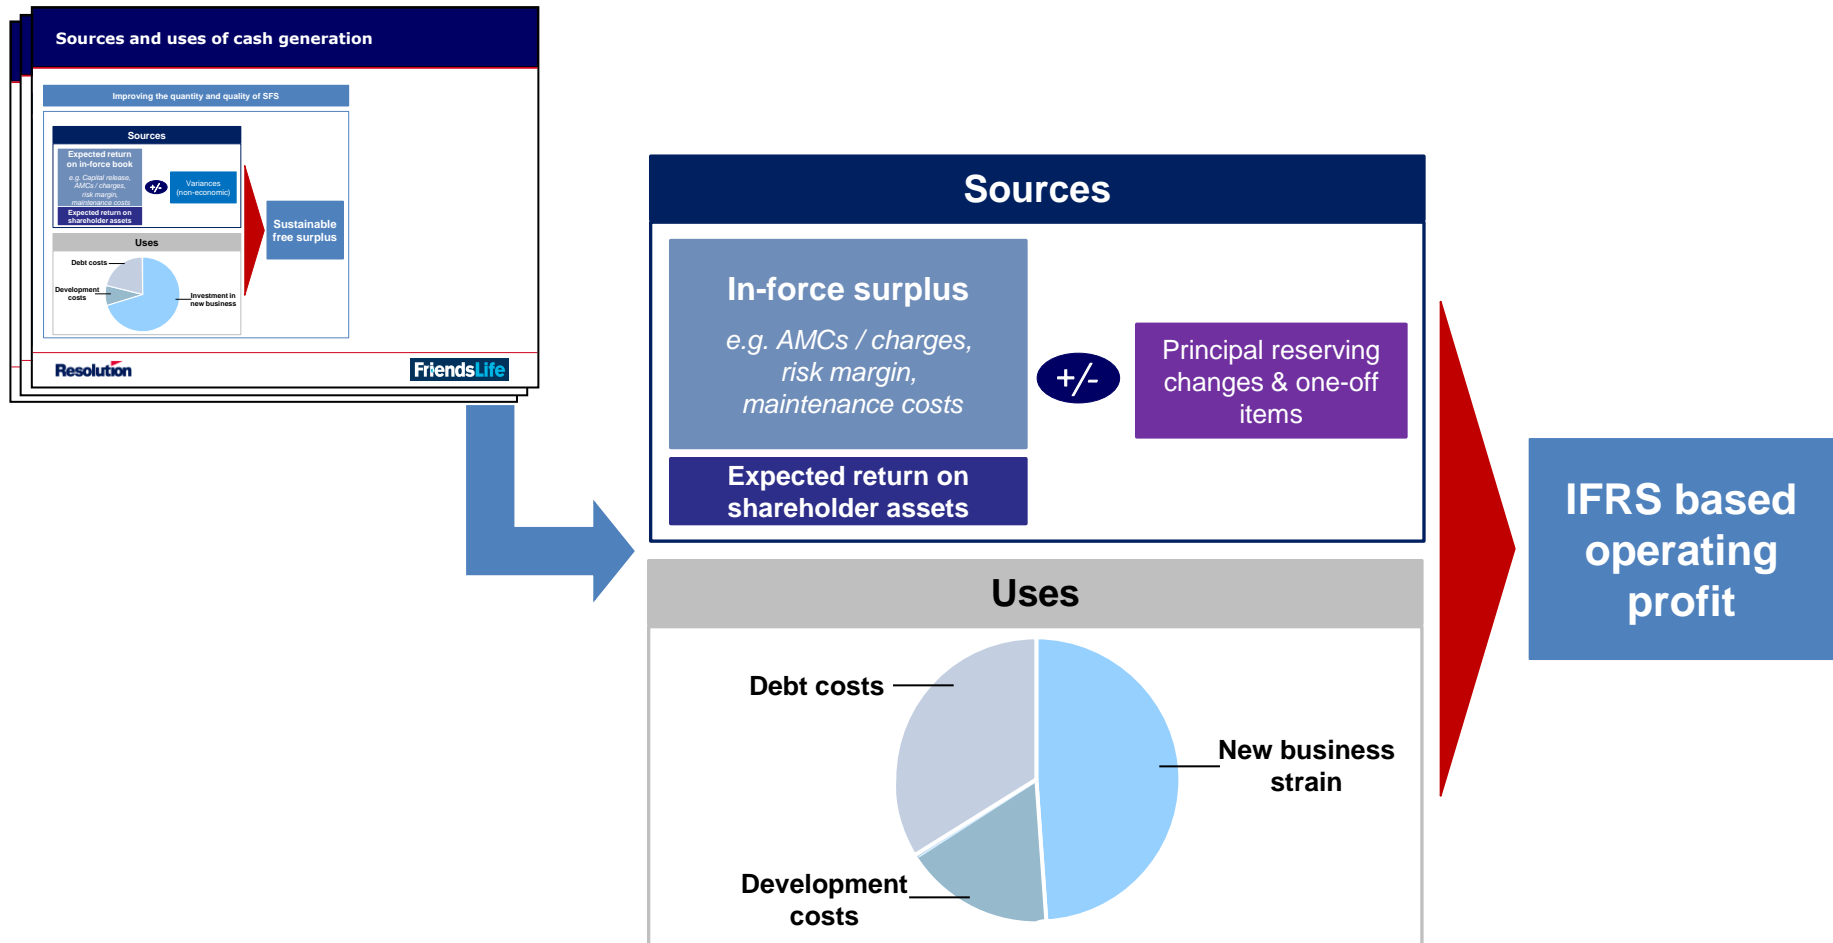 Sources and uses of cash generation
Improving the quantity and quality of SFS
Sources
Expected return
on in-force book
e.g. Capital release,
AMCs / charges,
risk margin,
maintenance costs
+/-
Variances
(non-economic)
Expected return on
shareholder assets
Sustainable
free surplus
Uses
Debt costs
Development
costs
Investment in
new business
Resolution
FriendsLife
Sources
In-force surplus
e.g. AMCs / charges,
risk margin,
maintenance costs
+/-
Principal reserving
changes & one-off
items
Expected return on
shareholder assets
IFRS based
operating
profit
Uses
Debt costs
New business
strain
Development
costs